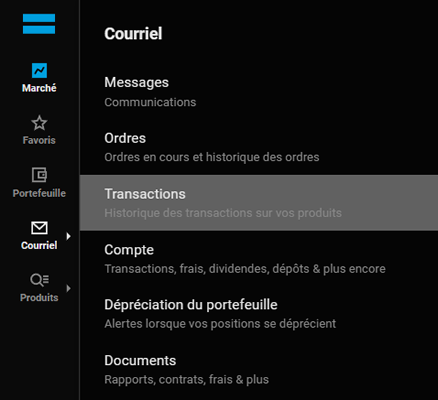 Courriel
Marché
Favoris
Portefeuille
Courriel
Produits
Messages
Communications
Ordres
Ordres en cours et historique des ordres
Transactions
Historique des transactions sur vos produits
Compte
Transactions, frais, dividendes, dépôts & plus encore
Dépréciation du portefeuille
Alertes lorsque vos positions se déprécient
Documents
Rapports, contrats, frais & plus